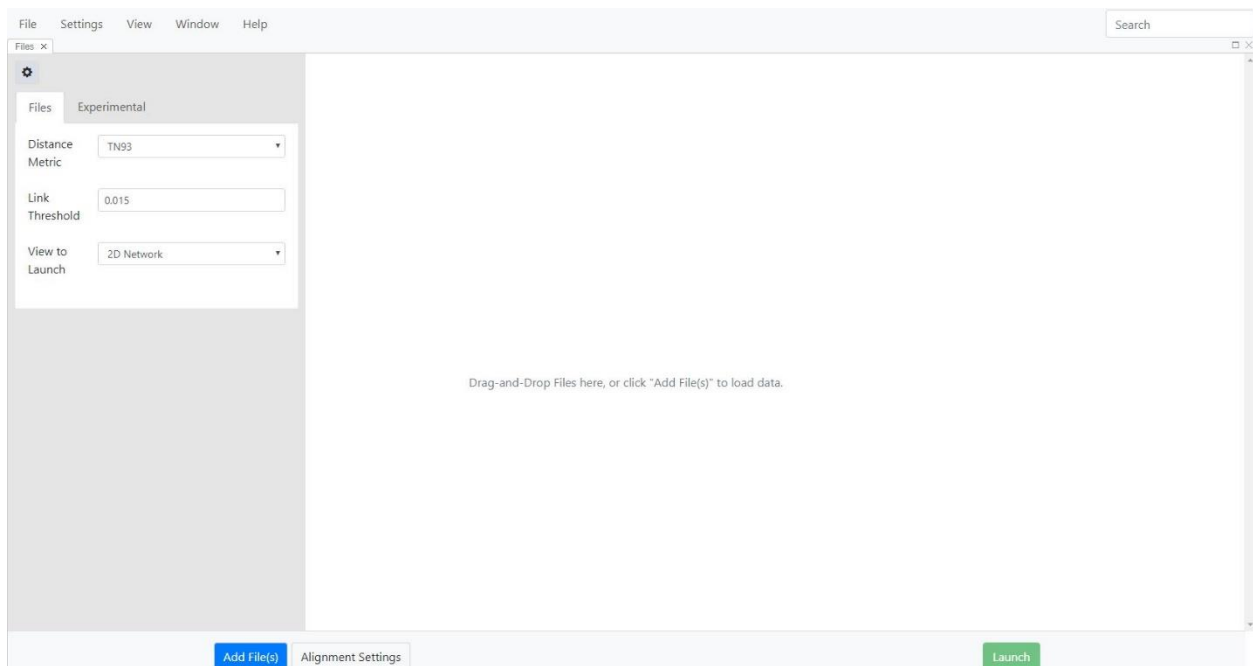 File Settings View Window Help Search
Files ×
Files Experimental
Distance Metric TN93
Link Threshold 0.015
View to Launch 2D Network
Drag-and-Drop Files here, or click "Add File(s)" to load data.
Add File(s) Alignment Settings Launch